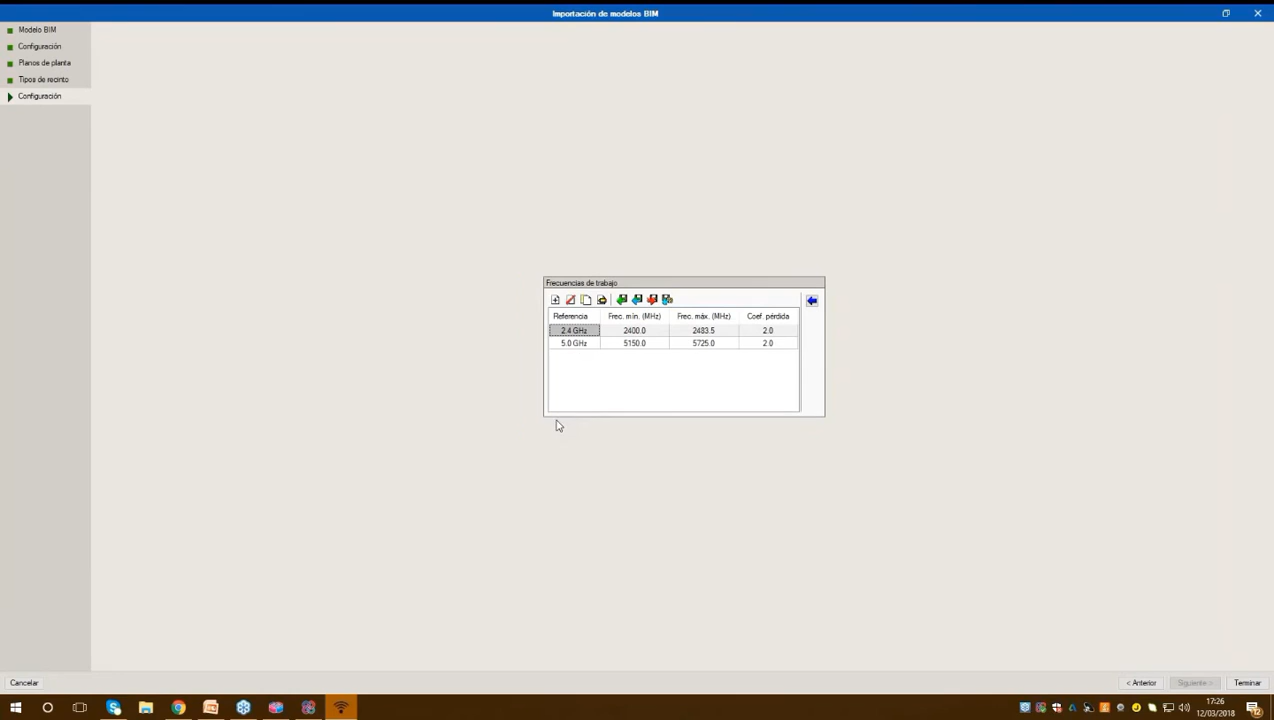 Importación de modelos BIM
Modelo BIM
Configuración
Planos de planta
Tipos de recinto
Configuración
Frecuencias de trabajo
Referencia Frec. mín. (MHz) Frec. máx. (MHz) Coef. pérdida
2.4 GHz 2400.0 2483.5 2.0
5.0 GHz 5150.0 5725.0 2.0
Cancelar
< Anterior
Siguiente >
Terminar
17:26
12/03/2018
12